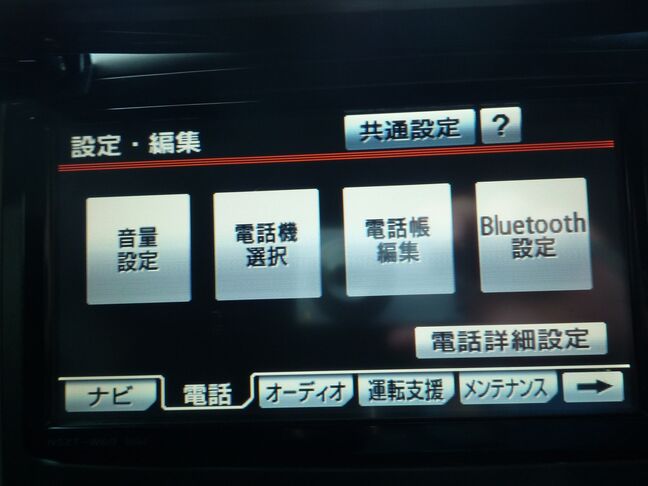 設定・編集
共通設定
?
音量
設定
電話機
選択
電話帳
編集
Bluetooth
設定
電話詳細設定
ナビ
電話
オーディオ
運転支援
メンテナンス
→